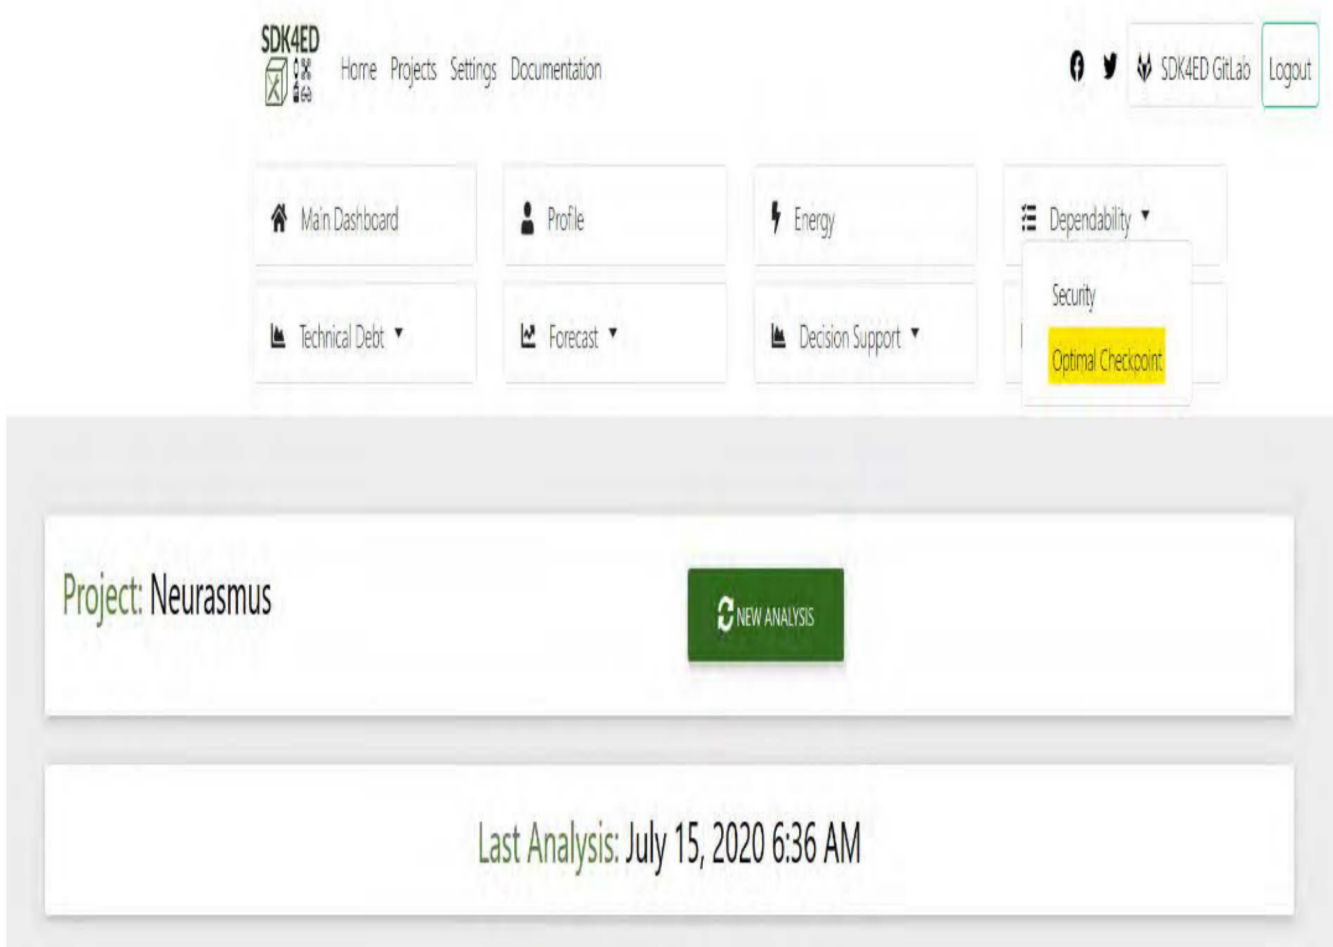 SDK4ED
Home Projects Settings Documentation
SDK4ED GitLab Logout
Main Dashboard
Profile
Energy
Dependability
Security
Technical Debt
Forecast
Decision Support
Optimal Checkpoint
Project: Neurasmus
NEW ANALYSIS
Last Analysis: July 15, 2020 6:36 AM